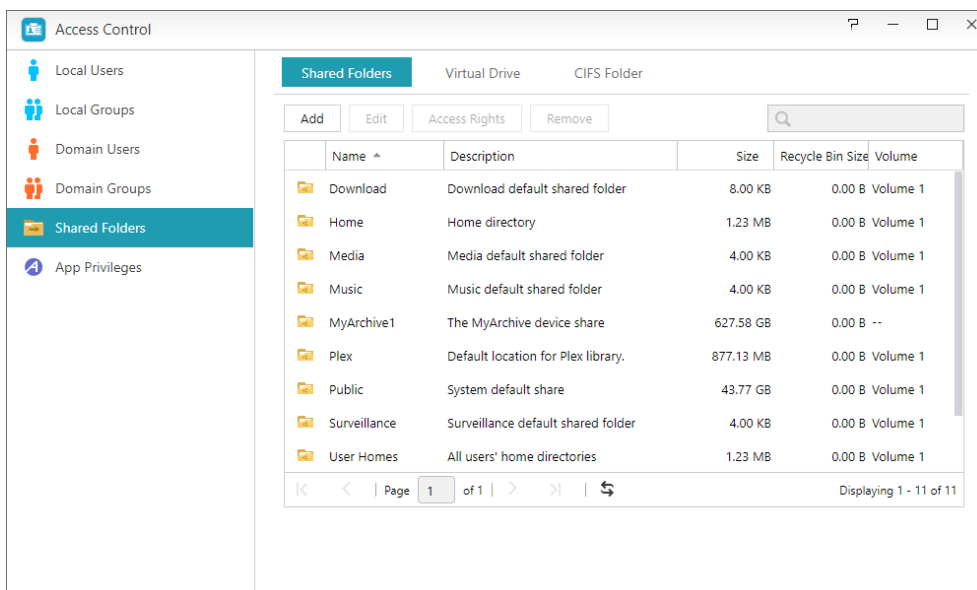 Access Control
Local Users
Local Groups
Domain Users
Domain Groups
Shared Folders
App Privileges
Shared Folders Virtual Drive CIFS Folder
Add Edit Access Rights Remove
Name Description Size Recycle Bin Size Volume
Download Download default shared folder 8.00 KB 0.00 B Volume 1
Home Home directory 1.23 MB 0.00 B Volume 1
Media Media default shared folder 4.00 KB 0.00 B Volume 1
Music Music default shared folder 4.00 KB 0.00 B Volume 1
MyArchive1 The MyArchive device share 627.58 GB 0.00 B --
Plex Default location for Plex library. 877.13 MB 0.00 B Volume 1
Public System default share 43.77 GB 0.00 B Volume 1
Surveillance Surveillance default shared folder 4.00 KB 0.00 B Volume 1
User Homes All users' home directories 1.23 MB 0.00 B Volume 1
Page 1 of 1 Displaying 1 - 11 of 11